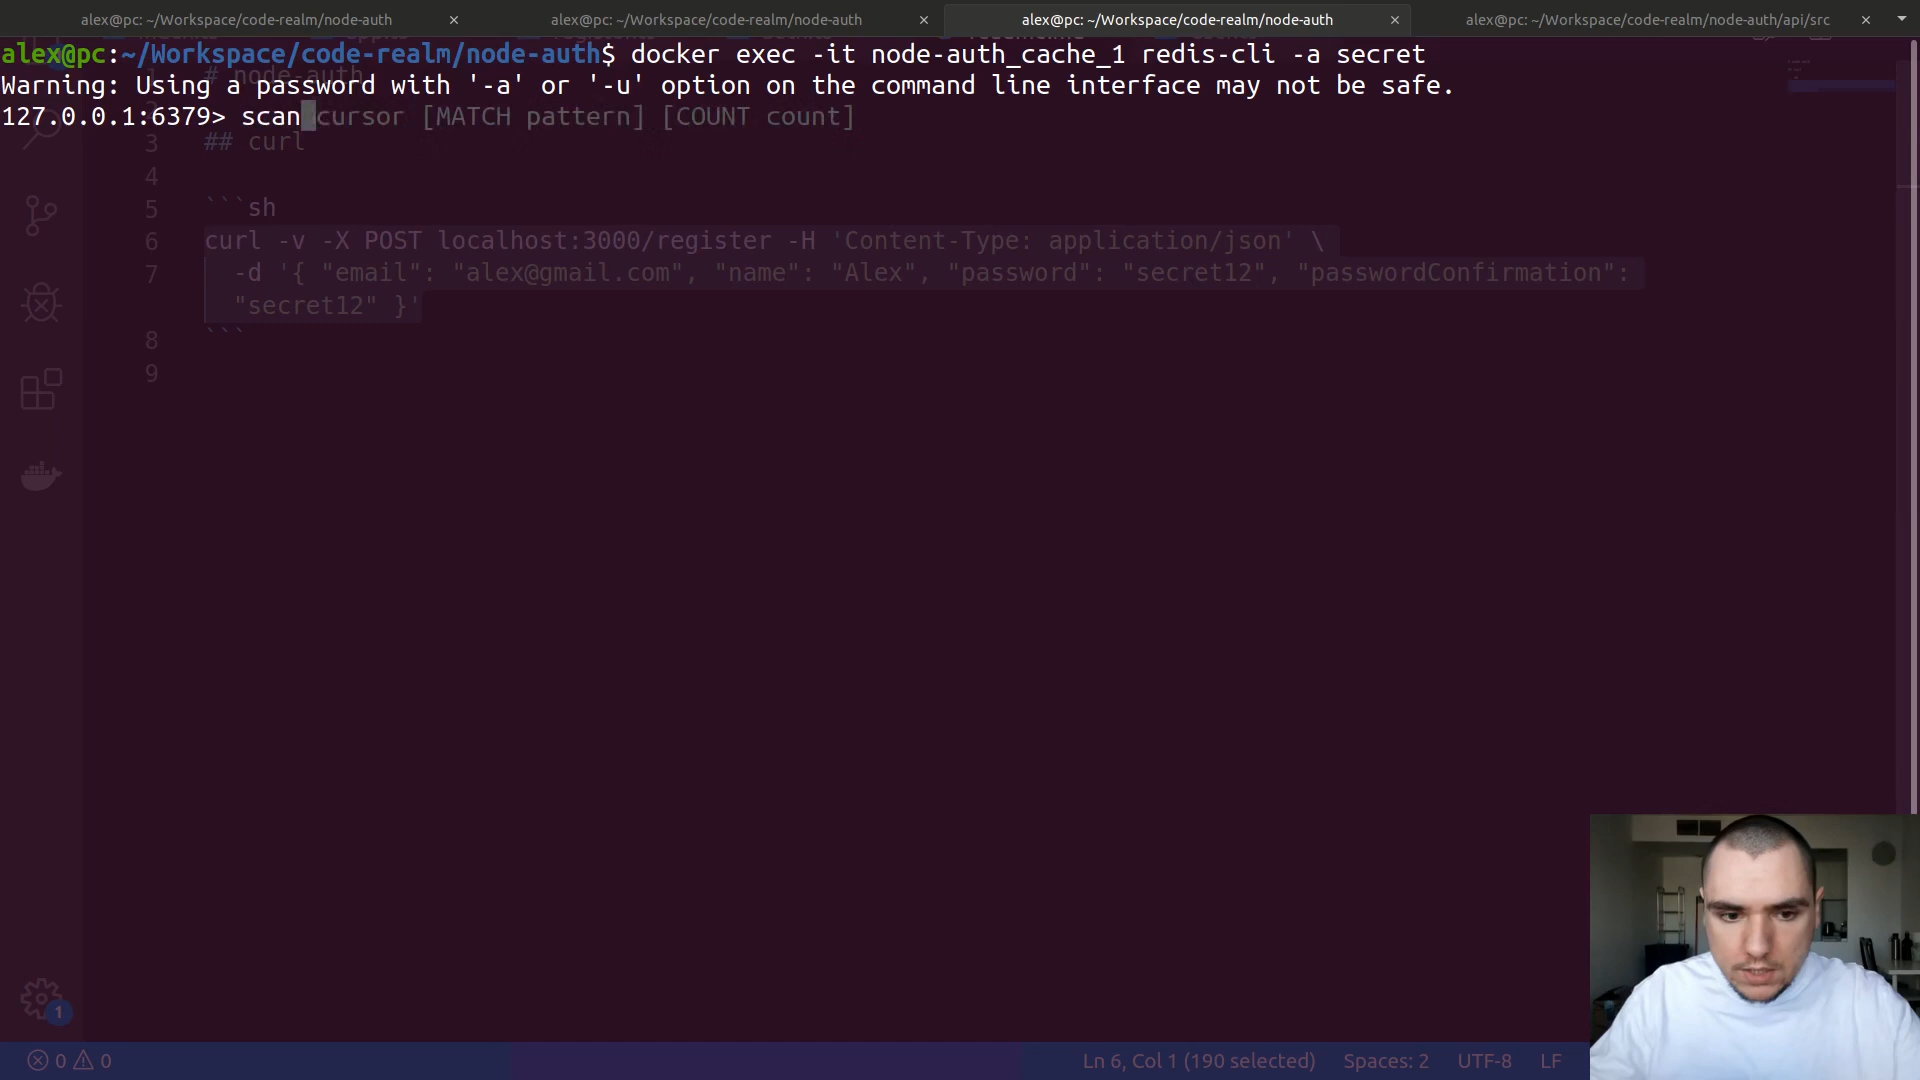 alex@pc: ~/Workspace/code-realm/node-auth × alex@pc: ~/Workspace/code-realm/node-auth × alex@pc: ~/Workspace/code-realm/node-auth × alex@pc: ~/Workspace/code-realm/node-auth/api/src ×
alex@pc:~/Workspace/code-realm/node-auth$ docker exec -it node-auth_cache_1 redis-cli -a secret
# node-auth
Warning: Using a password with '-a' or '-u' option on the command line interface may not be safe.
127.0.0.1:6379> scan cursor [MATCH pattern] [COUNT count]
3 ## curl
4
5 ```sh
6 curl -v -X POST localhost:3000/register -H 'Content-Type: application/json' \
7 -d '{ "email": "alex@gmail.com", "name": "Alex", "password": "secret12", "passwordConfirmation":
"secret12" }'
8 ```
9
1
0 0 Ln 6, Col 1 (190 selected) Spaces: 2 UTF-8 LF